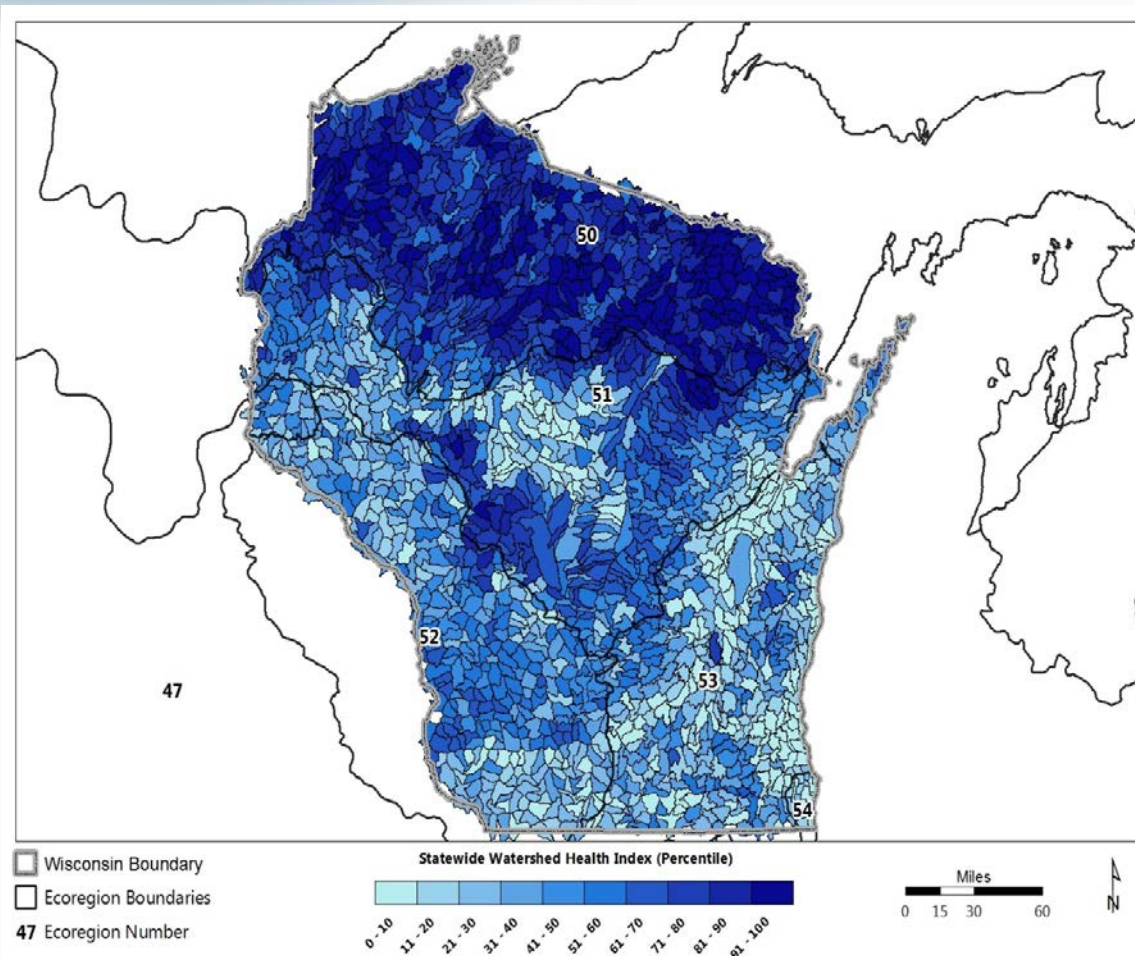 50
51
52
47
53
54
Wisconsin Boundary
Ecoregion Boundaries
47 Ecoregion Number
Statewide Watershed Health Index (Percentile)
0 - 10 11 - 20 21 - 30 31 - 40 41 - 50 51 - 60 61 - 70 71 - 80 81 - 90 91 - 100
Miles
0 15 30 60
N